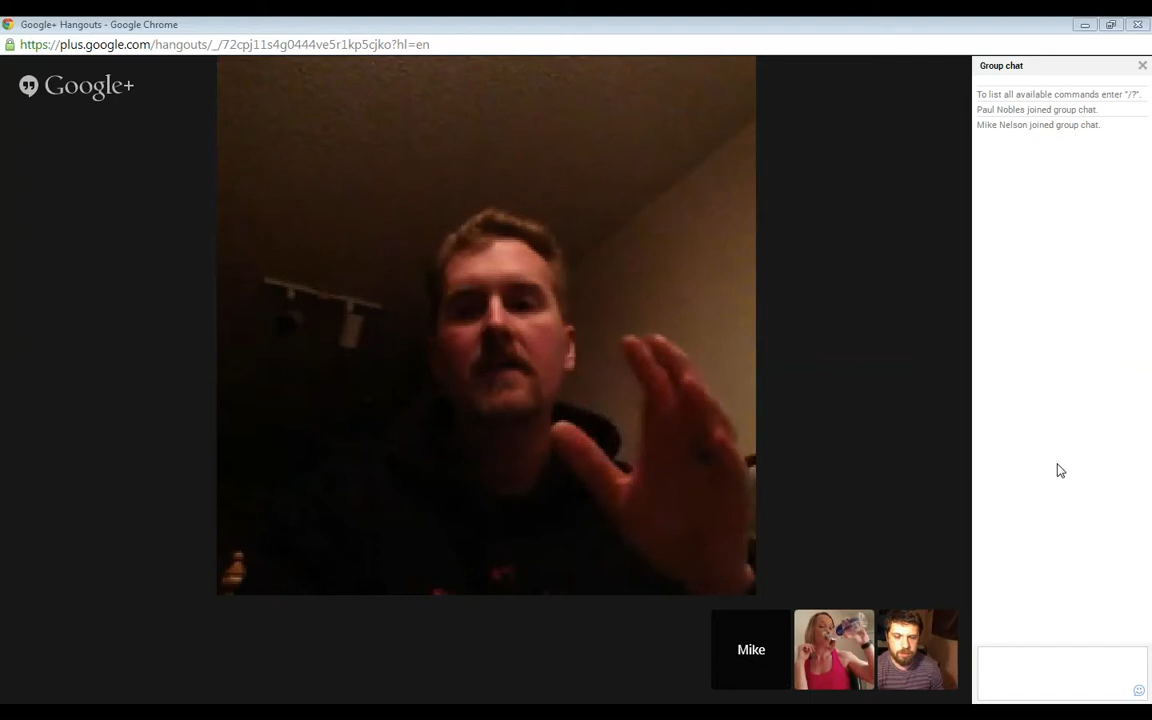 Google+ Hangouts - Google Chrome
https://plus.google.com/hangouts/_/72cpj11s4g0444ve5r1kp5cjko?hl=en
Google+
Group chat
To list all available commands enter "/?".
Paul Nobles joined group chat.
Mike Nelson joined group chat.
Mike